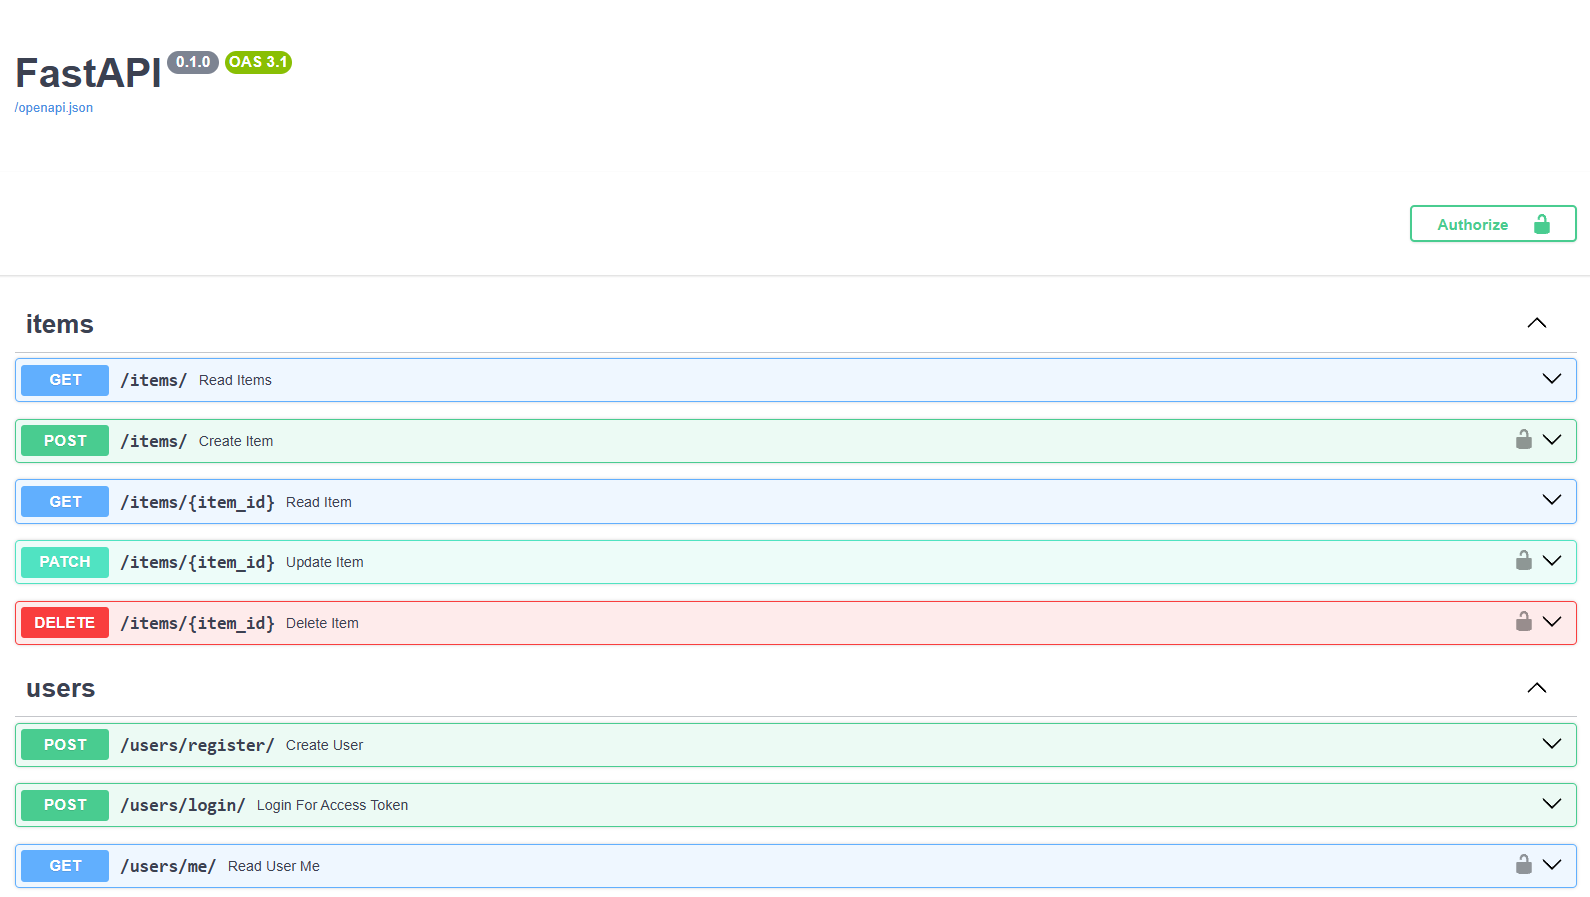 FastAPI 0.1.0 OAS 3.1
/openapi.json
Authorize
items
GET /items/ Read Items
POST /items/ Create Item
GET /items/{item_id} Read Item
PATCH /items/{item_id} Update Item
DELETE /items/{item_id} Delete Item
users
POST /users/register/ Create User
POST /users/login/ Login For Access Token
GET /users/me/ Read User Me